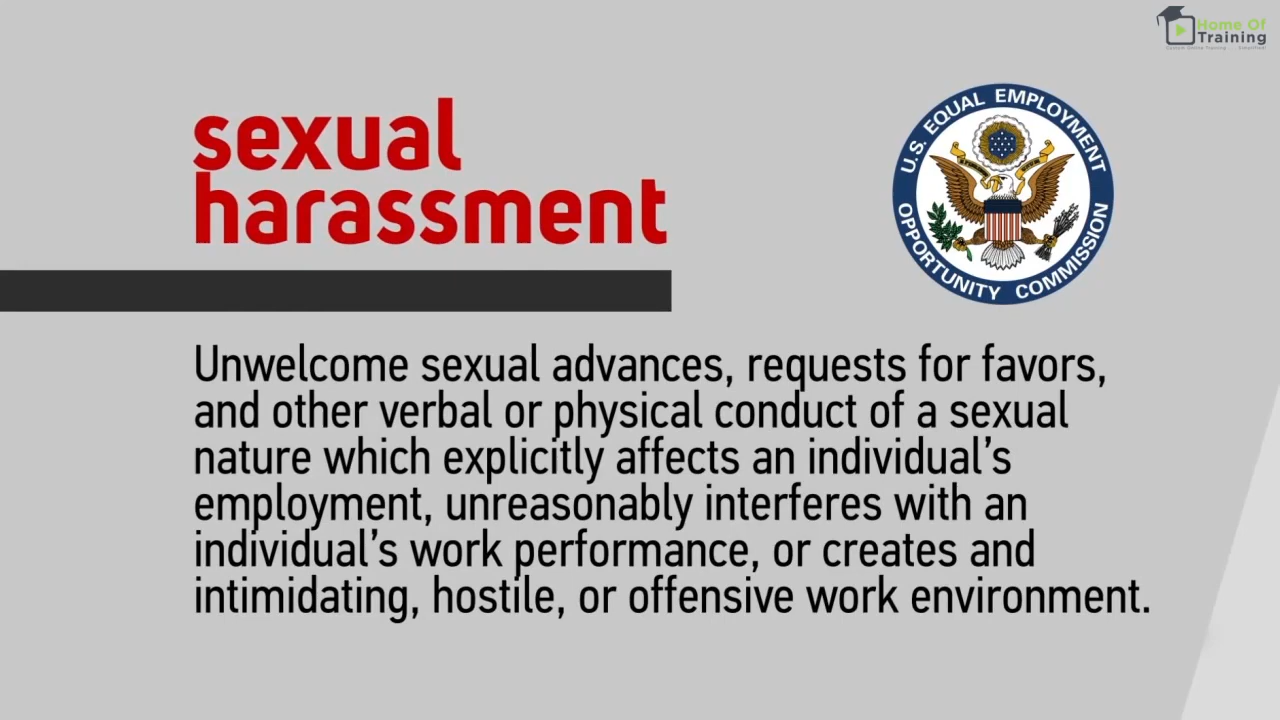 Home Of
Training
sexual
harassment
U.S. EQUAL EMPLOYMENT
OPPORTUNITY COMMISSION
Unwelcome sexual advances, requests for favors,
and other verbal or physical conduct of a sexual
nature which explicitly affects an individual’s
employment, unreasonably interferes with an
individual’s work performance, or creates and
intimidating, hostile, or offensive work environment.